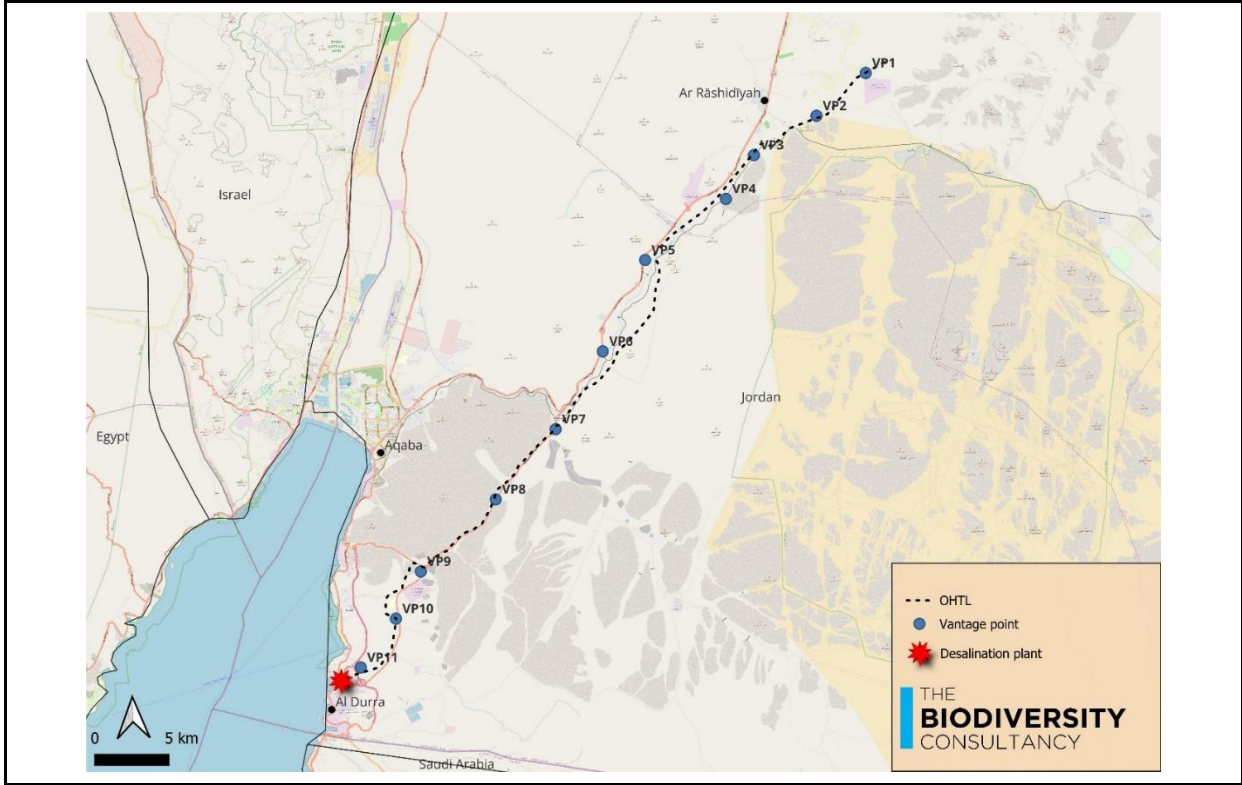 VP1
Ar Rāshidīyah
VP2
VP3
VP4
Israel
VP5
VP6
Jordan
VP7
Egypt
Aqaba
VP8
VP9
VP10
VP11
Al Durra
0 5 km
Saudi Arabia
OHTL
Vantage point
Desalination plant
THE
BIODIVERSITY
CONSULTANCY